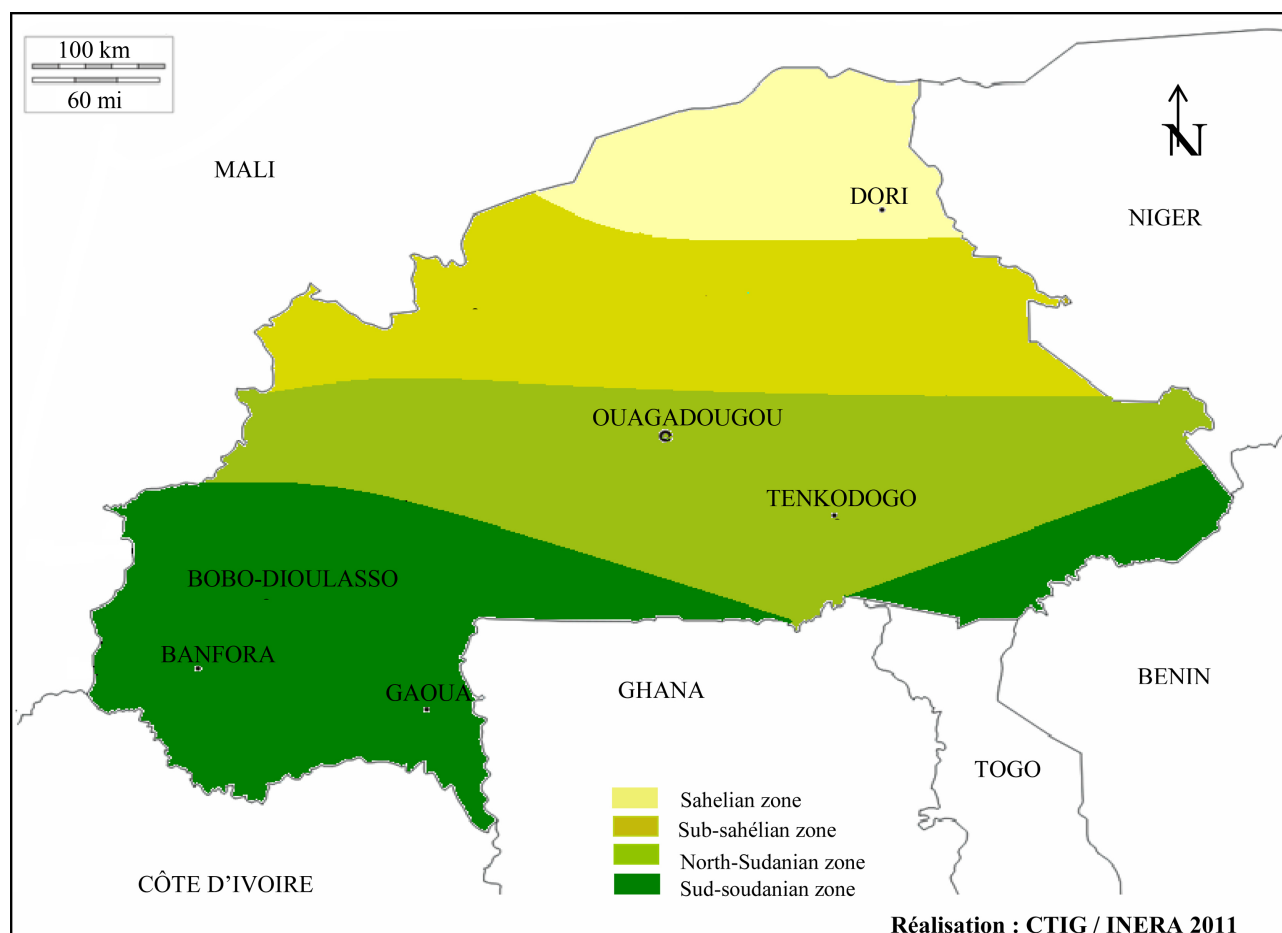 100 km
60 mi
N
MALI
DORI
NIGER
OUAGADOUGOU
TENKODOGO
BOBO-DIOULASSO
BANFORA
GAOUA
GHANA
BENIN
TOGO
CÔTE D'IVOIRE
Sahelian zone
Sub-sahélian zone
North-Sudanian zone
Sud-soudanian zone
Réalisation : CTIG / INERA 2011